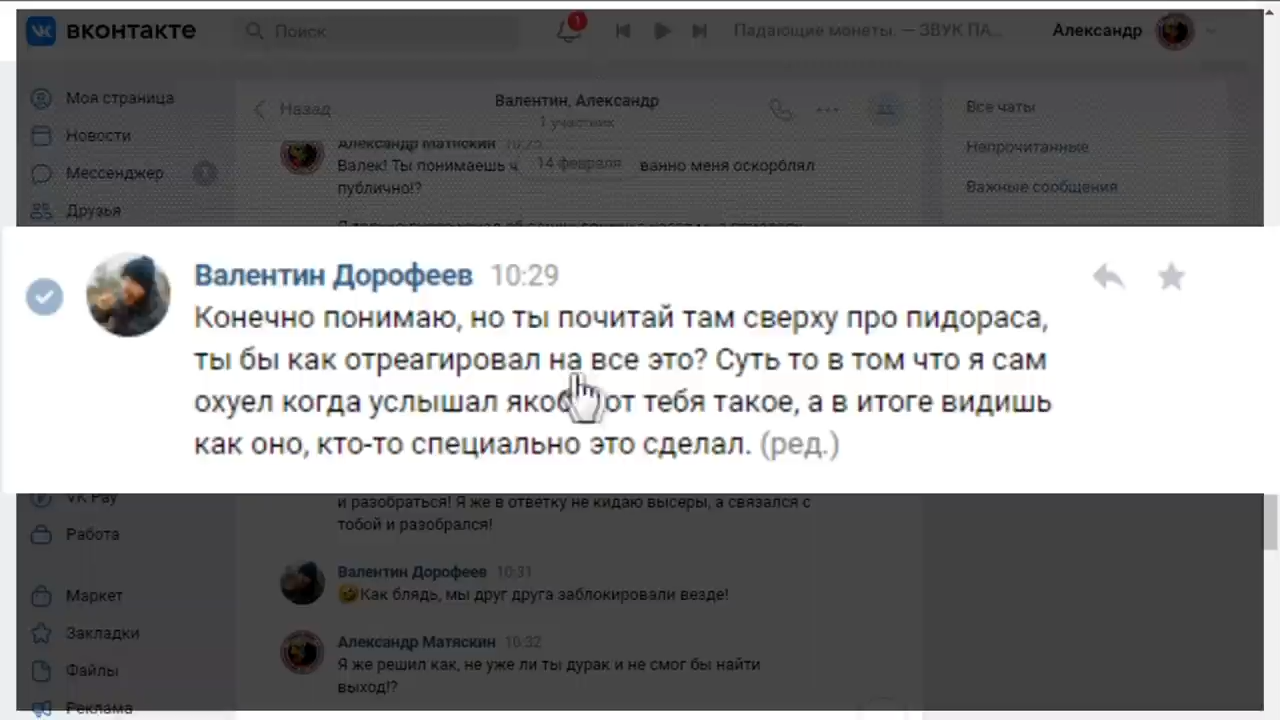 вконтакте
Поиск
1
Падающие монеты. — ЗВУК ПА...
Александр
Моя страница
Новости
Мессенджер
Друзья
VK Pay
Работа
Маркет
Закладки
Файлы
Реклама
Назад
Валентин, Александр
1 участник
Все чаты
Непрочитанные
Важные сообщения
Александр Матяскин 10:25
14 февраля
Валек! Ты понимаешь ч ванно меня оскорблял
публично!?
Валентин Дорофеев 10:29
Конечно понимаю, но ты почитай там сверху про пидораса,
ты бы как отреагировал на все это? Суть то в том что я сам
охуел когда услышал якоб от тебя такое, а в итоге видишь
как оно, кто-то специально это сделал. (ред.)
и разобраться! Я же в ответку не кидаю высеры, а связался с
тобой и разобрался!
Валентин Дорофеев 10:31
🤣Как блядь, мы друг друга заблокировали везде!
Александр Матяскин 10:32
Я же решил как, не уже ли ты дурак и не смог бы найти
выход!?